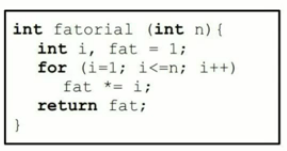 int fatorial (int n){
int i, fat = 1;
for (i=1; i<=n; i++)
fat *= i;
return fat;
}